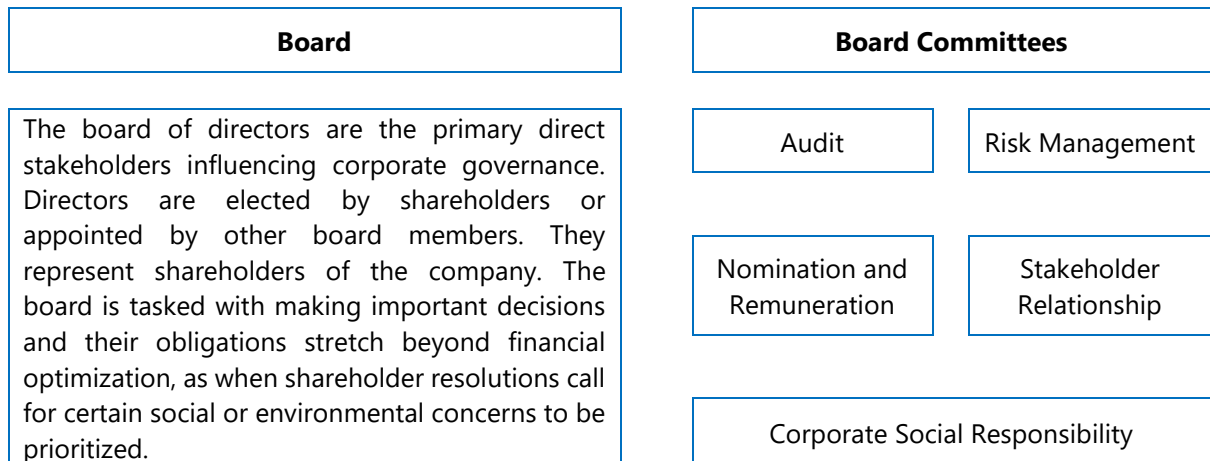 Board
The board of directors are the primary direct
stakeholders influencing corporate governance.
Directors are elected by shareholders or
appointed by other board members. They
represent shareholders of the company. The
board is tasked with making important decisions
and their obligations stretch beyond financial
optimization, as when shareholder resolutions call
for certain social or environmental concerns to be
prioritized.
Board Committees
Audit
Risk Management
Nomination and
Remuneration
Stakeholder
Relationship
Corporate Social Responsibility